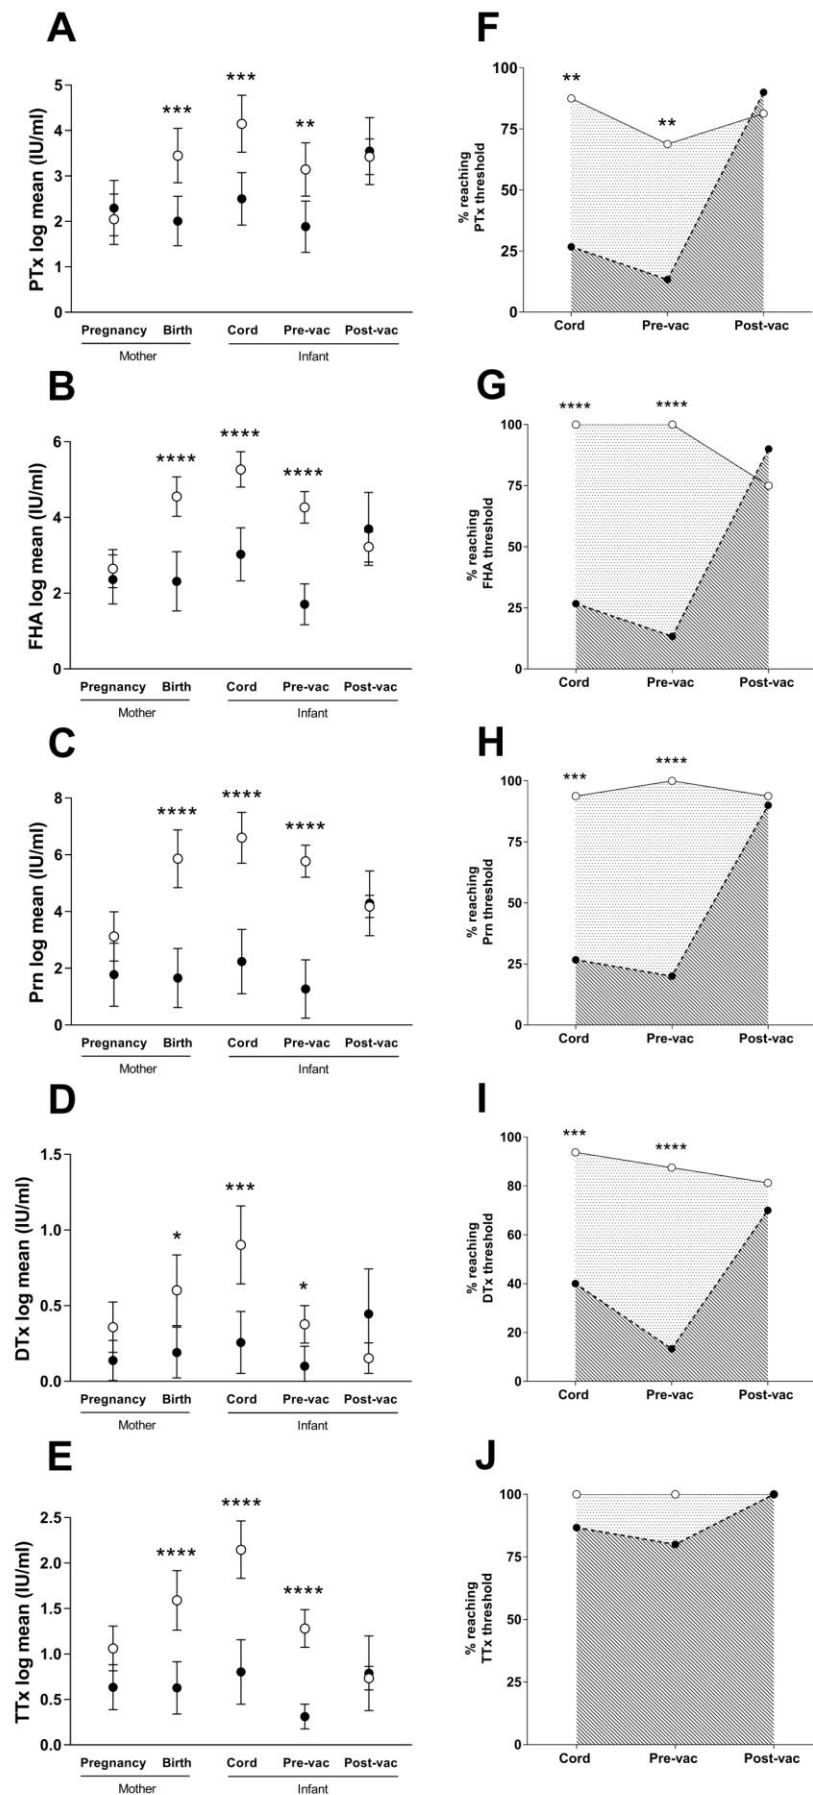 A
PTx log mean (IU/ml)
5
4
3
2
1
0
***
***
**
Pregnancy Birth Cord Pre-vac Post-vac
Mother Infant
F
% reaching
PTx threshold
100
75
50
25
0
**
**
Cord Pre-vac Post-vac
B
FHA log mean (IU/ml)
6
4
2
0
****
****
****
Pregnancy Birth Cord Pre-vac Post-vac
Mother Infant
G
% reaching
FHA threshold
100
75
50
25
0
**** ****
Cord Pre-vac Post-vac
C
Prn log mean (IU/ml)
8
6
4
2
0
****
****
****
Pregnancy Birth Cord Pre-vac Post-vac
Mother Infant
H
% reaching
Prn threshold
100
75
50
25
0
***
****
Cord Pre-vac Post-vac
D
DTx log mean (IU/ml)
1.5
1.0
0.5
0.0
*
***
*
Pregnancy Birth Cord Pre-vac Post-vac
Mother Infant
I
% reaching
DTx threshold
100
80
60
40
20
0
***
****
Cord Pre-vac Post-vac
E
TTx log mean (IU/ml)
2.5
2.0
1.5
1.0
0.5
0.0
****
****
****
Pregnancy Birth Cord Pre-vac Post-vac
Mother Infant
J
% reaching
TTx threshold
100
75
50
25
0
Cord Pre-vac Post-vac